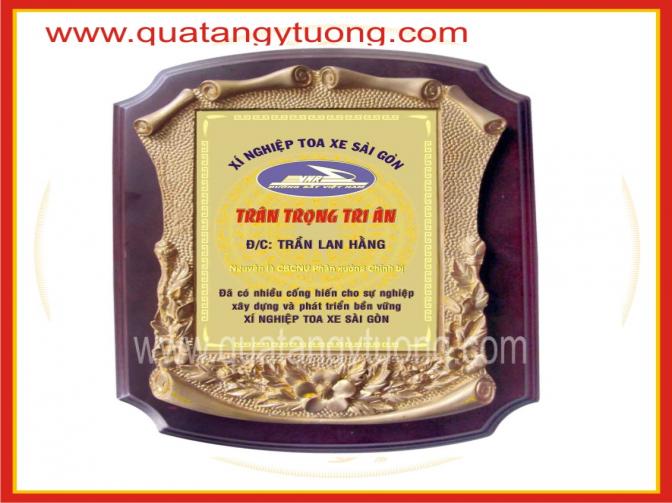 www.quatangytuong.com
XÍ NGHIỆP TOA XE SÀI GÒN
VNR
ĐƯỜNG SẮT VIỆT NAM
TRÂN TRỌNG TRI ÂN
Đ/C: TRẦN LAN HẰNG
Nguyên là CBCNV Phân xưởng Chỉnh bị
Đã có nhiều cống hiến cho sự nghiệp
xây dựng và phát triển bền vững
XÍ NGHIỆP TOA XE SÀI GÒN
www.quatangytuong.com